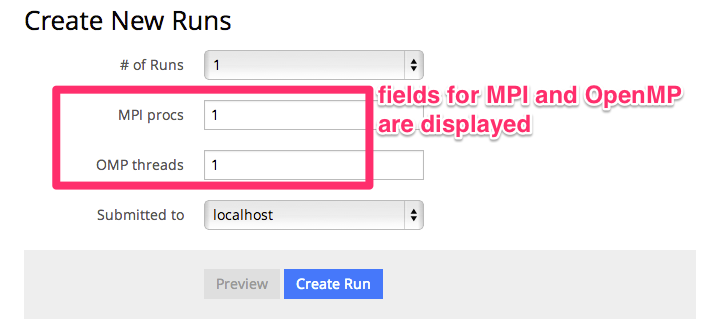 Create New Runs
# of Runs
1
fields for MPI and OpenMP
are displayed
MPI procs
1
OMP threads
1
Submitted to
localhost
Preview
Create Run